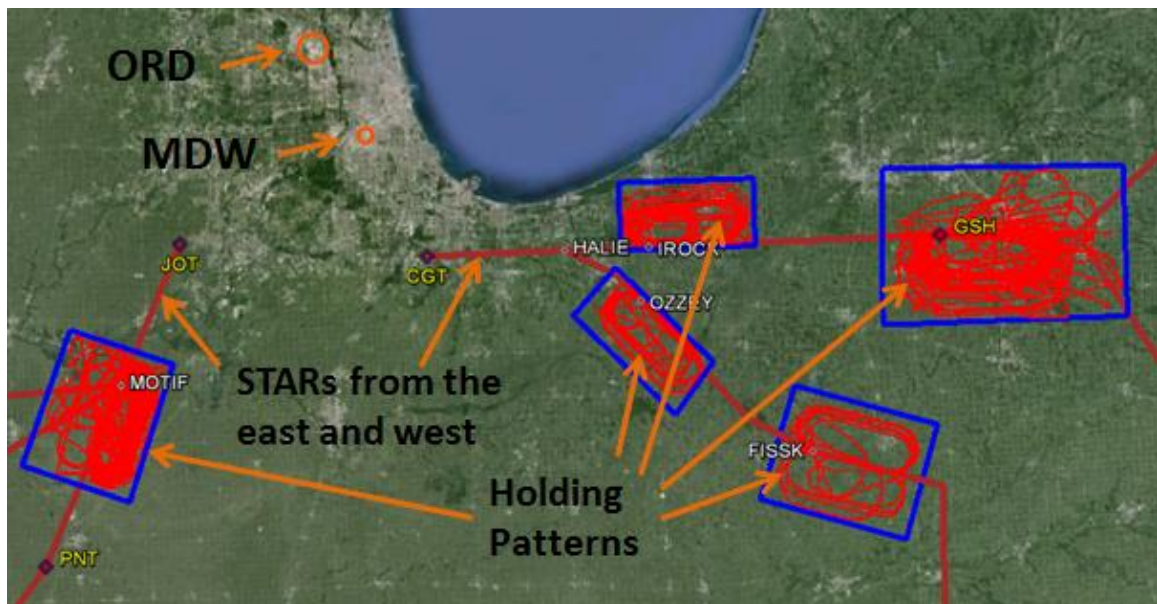 ORD
MDW
JOT
CGT
HALIE
IROCK
GSH
OZZEY
MOTIF
STARs from the
east and west
FISSK
Holding
Patterns
PNT